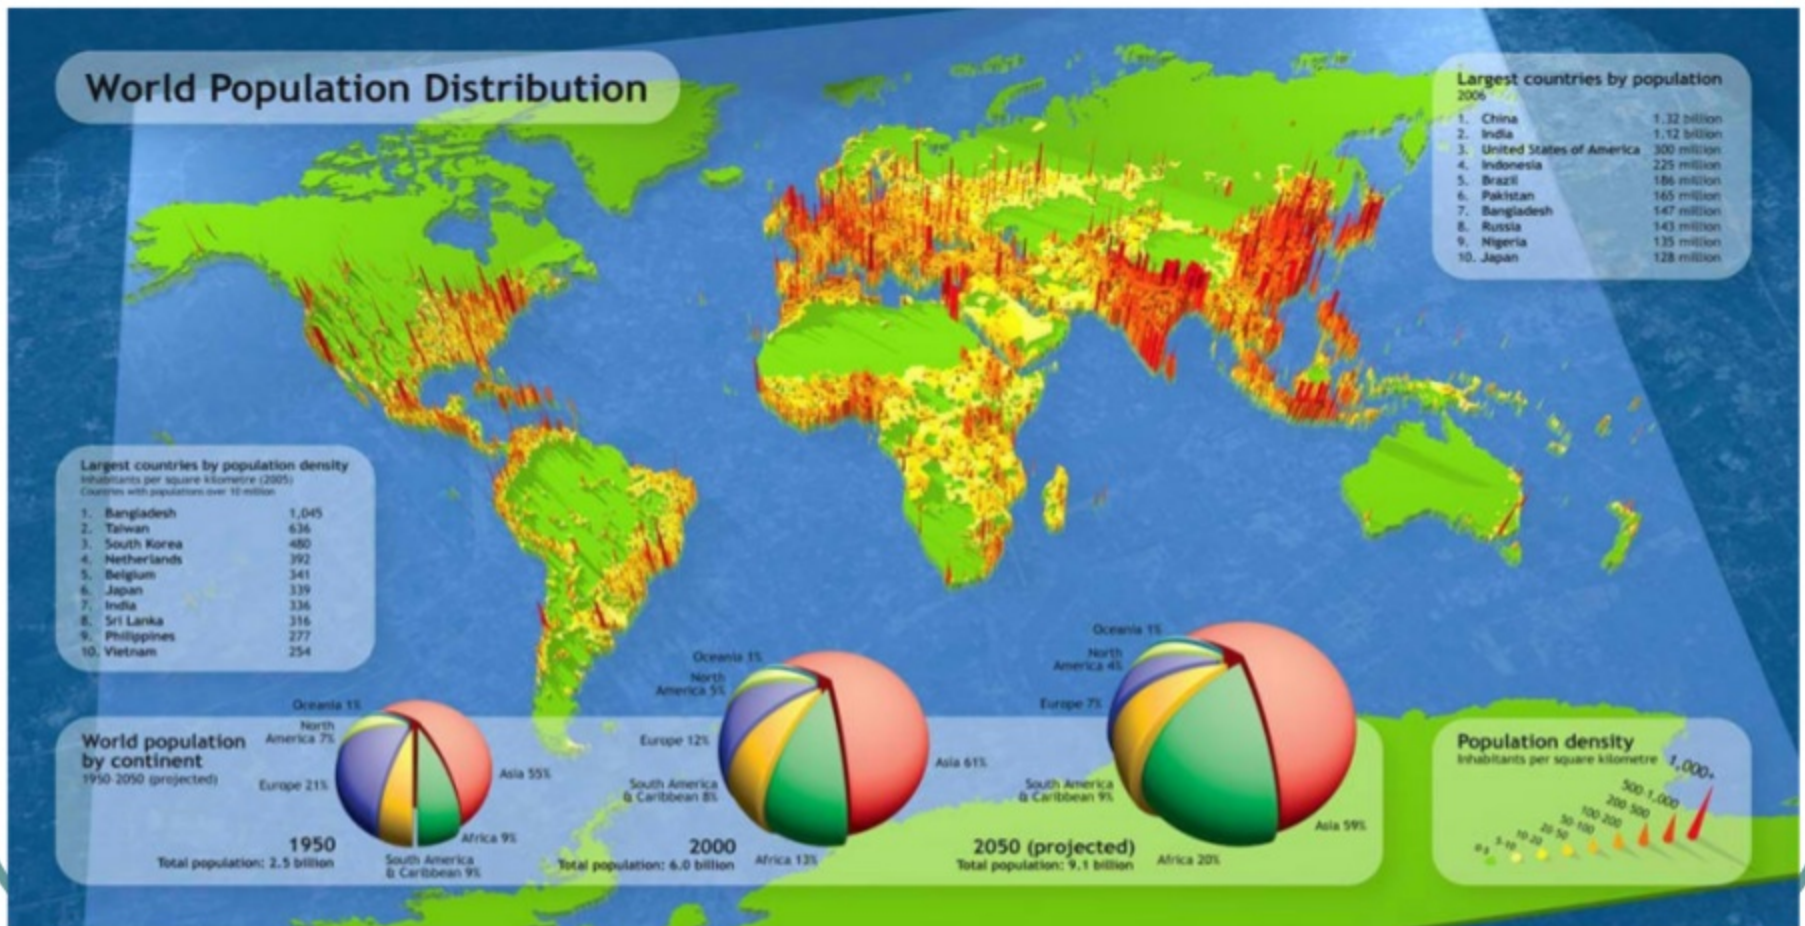 World Population Distribution
Largest countries by population
2006
1. China 1.32 billion
2. India 1.12 billion
3. United States of America 300 million
4. Indonesia 225 million
5. Brazil 186 million
6. Pakistan 165 million
7. Bangladesh 147 million
8. Russia 143 million
9. Nigeria 135 million
10. Japan 128 million
Largest countries by population density
Inhabitants per square kilometre (2005)
Countries with populations over 10 million
1. Bangladesh 1,045
2. Taiwan 636
3. South Korea 480
4. Netherlands 392
5. Belgium 341
6. Japan 339
7. India 336
8. Sri Lanka 316
9. Philippines 277
10. Vietnam 254
World population
by continent
1950-2050 (projected)
Oceania 1%
North
America 7%
Europe 21%
Asia 55%
Africa 9%
South America
& Caribbean 9%
1950
Total population: 2.5 billion
Oceania 1%
North
America 5%
Europe 12%
South America
& Caribbean 8%
Asia 61%
Africa 13%
2000
Total population: 6.0 billion
Oceania 1%
North
America 4%
Europe 7%
South America
& Caribbean 9%
Asia 59%
Africa 20%
2050 (projected)
Total population: 9.1 billion
Population density
Inhabitants per square kilometre
0-5
5-10
10-20
20-50
50-100
100-200
200-500
500-1,000
1,000+